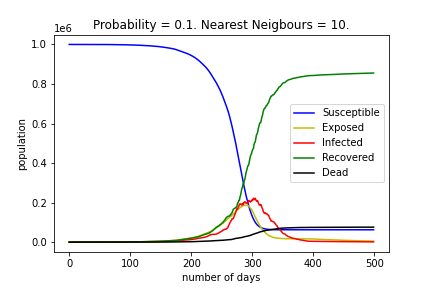 Probability = 0.1. Nearest Neigbours = 10.
1e6
1.0
0.8
0.6
0.4
0.2
0.0
population
Susceptible
Exposed
Infected
Recovered
Dead
0 100 200 300 400 500
number of days